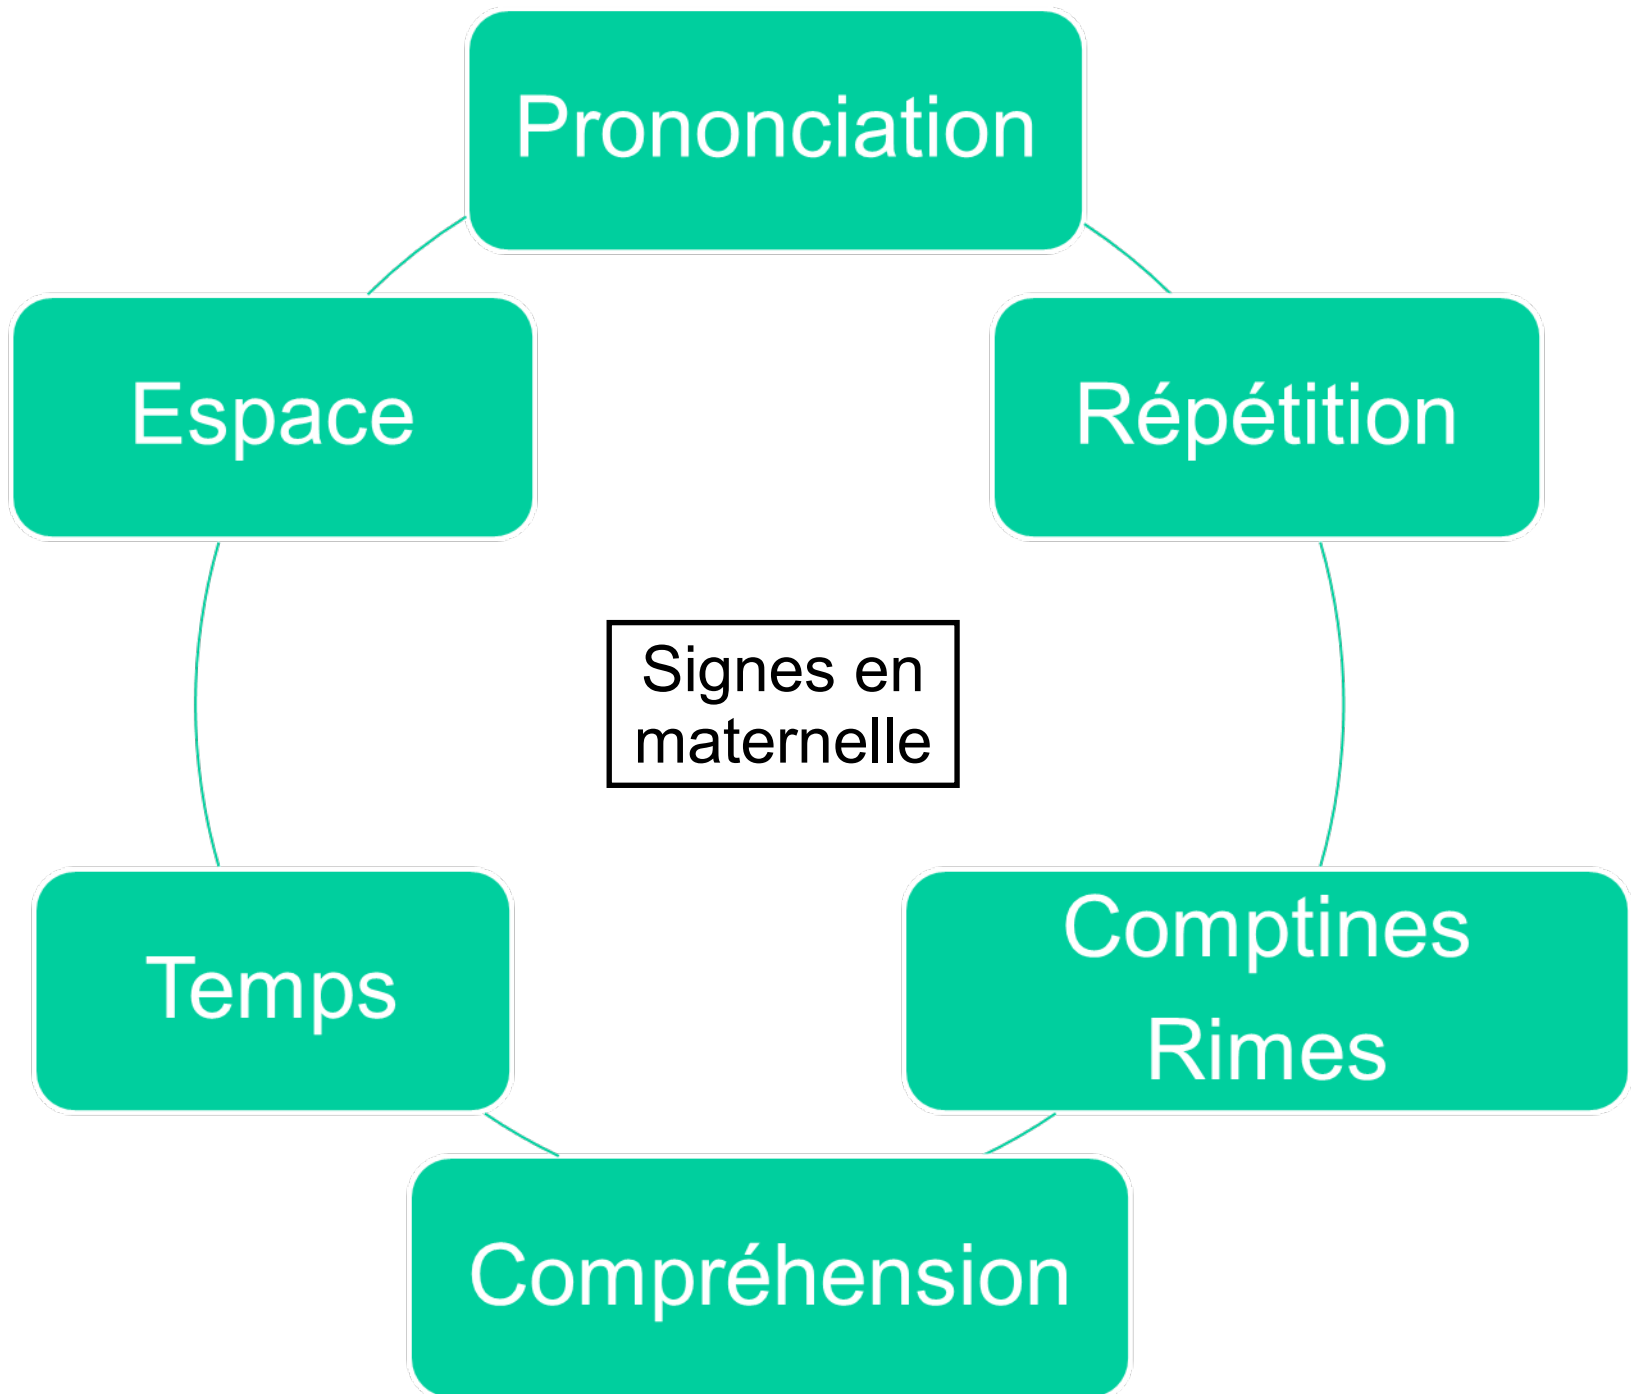 Prononciation
Espace
Répétition
Signes en
maternelle
Temps
Comptines
Rimes
Compréhension